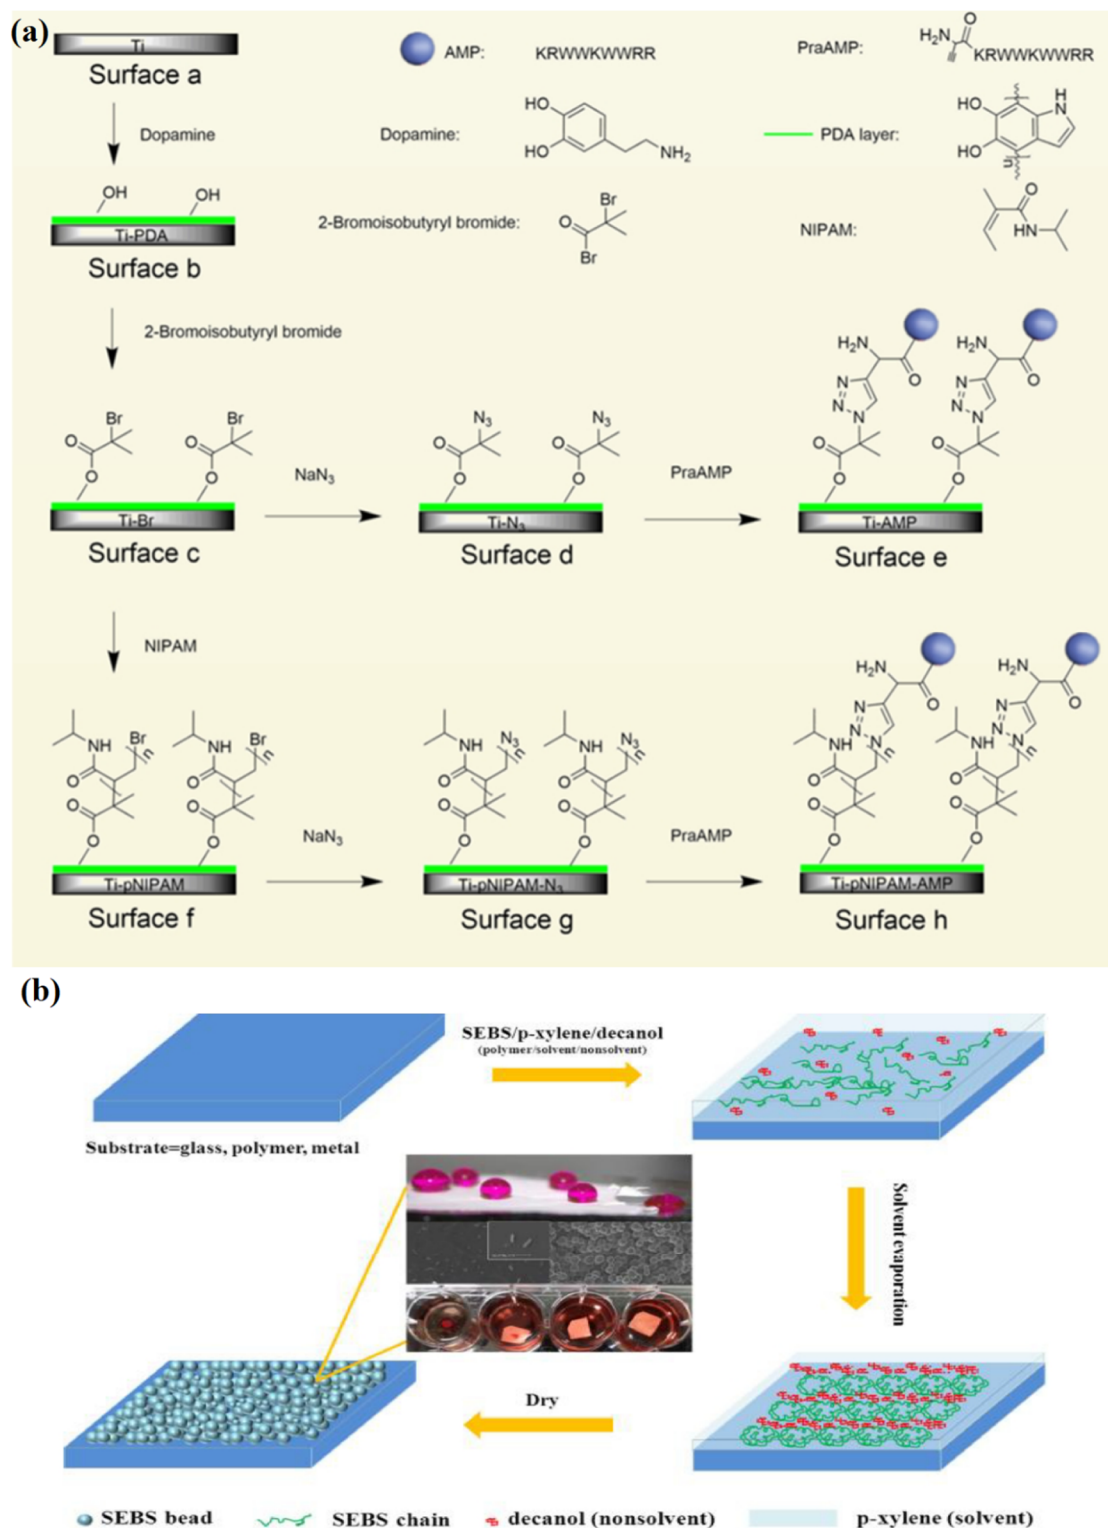 (a)
Ti
Surface a
AMP:
KRWWKWWRR
PraAMP:
H₂N
O
KRWWKWWRR
Dopamine
Dopamine:
HO
HO
NH₂
PDA layer:
HO
HO
H
N
n
OH
OH
Ti-PDA
Surface b
2-Bromoisobutyryl bromide:
Br
O
Br
NIPAM:
O
HN
2-Bromoisobutyryl bromide
Br
O
O
Br
O
O
Ti-Br
Surface c
NaN₃
N₃
O
O
N₃
O
O
Ti-N₃
Surface d
PraAMP
H₂N
O
N
N
N
O
O
H₂N
O
N
N
N
O
O
Ti-AMP
Surface e
NIPAM
NH
Br
n
O
O
O
NH
Br
n
O
O
O
Ti-pNIPAM
Surface f
NaN₃
NH
N₃
n
O
O
O
NH
N₃
n
O
O
O
Ti-pNIPAM-N₃
Surface g
PraAMP
H₂N
O
N
N
N
NH
O
O
O
n
H₂N
O
N
N
N
NH
n
O
O
O
Ti-pNIPAM-AMP
Surface h
(b)
SEBS/p-xylene/decanol
(polymer/solvent/nonsolvent)
Substrate=glass, polymer, metal
Solvent evaporation
Dry
SEBS bead
SEBS chain
decanol (nonsolvent)
p-xylene (solvent)